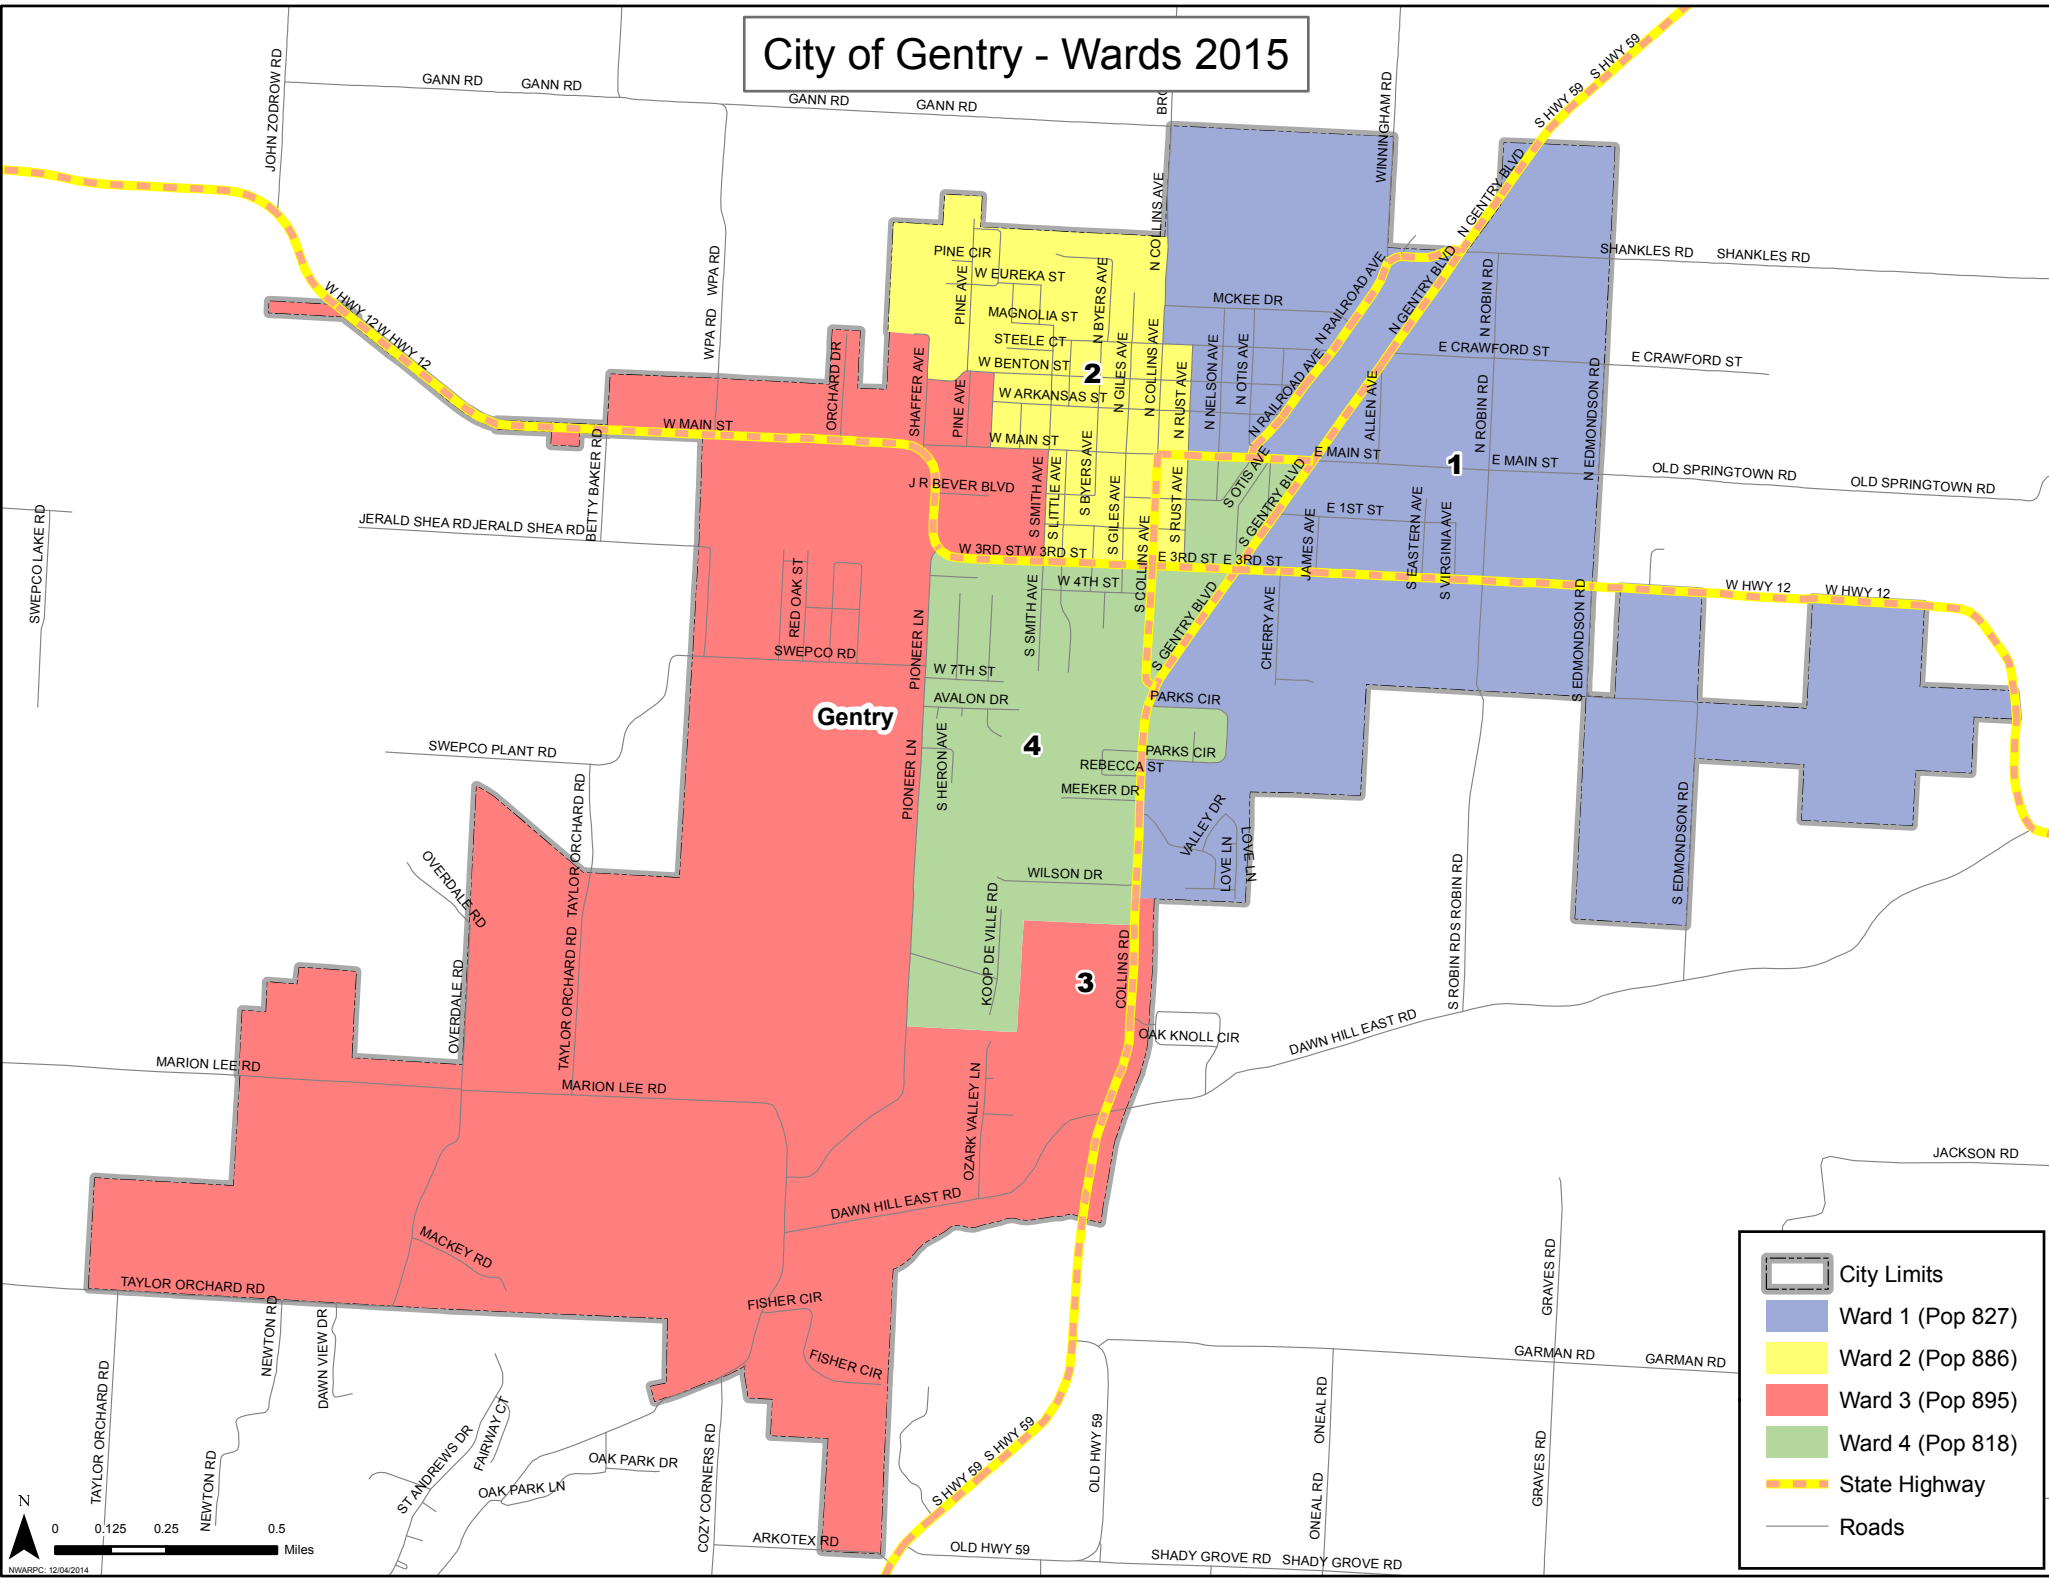 City of Gentry - Wards 2015
S HWY 59
S HWY 59
JOHN ZODROW RD
GANN RD
GANN RD
GANN RD
GANN RD
WINNINGHAM RD
N GENTRY BLVD
N COLLINS AVE
SHANKLES RD
SHANKLES RD
WPA RD
WPA RD
PINE CIR
W EUREKA ST
PINE AVE
N BYERS AVE
MAGNOLIA ST
STEELE CT
W BENTON ST
2
W ARKANSAS ST
N GILES AVE
N COLLINS AVE
N RUST AVE
MCKEE DR
N NELSON AVE
N OTIS AVE
N RAILROAD AVE
N RAILROAD AVE
N GENTRY BLVD
N GENTRY BLVD
N ROBIN RD
E CRAWFORD ST
E CRAWFORD ST
ALLEN AVE
N ROBIN RD
N EDMONDSON RD
W HWY 12
W HWY 12
ORCHARD DR
SHAFFER AVE
PINE AVE
W MAIN ST
W MAIN ST
E MAIN ST
1
E MAIN ST
OLD SPRINGTOWN RD
OLD SPRINGTOWN RD
BETTY BAKER RD
J R BEVER BLVD
S SMITH AVE
S LITTLE AVE
S BYERS AVE
S GILES AVE
S RUST AVE
S COLLINS AVE
S OTIS AVE
S GENTRY BLVD
E 1ST ST
JAMES AVE
S EASTERN AVE
S VIRGINIA AVE
SWEPCO LAKE RD
JERALD SHEA RD
JERALD SHEA RD
W 3RD ST
W 3RD ST
E 3RD ST
E 3RD ST
W 4TH ST
W HWY 12
W HWY 12
RED OAK ST
PIONEER LN
S SMITH AVE
S GENTRY BLVD
CHERRY AVE
S EDMONDSON RD
SWEPCO RD
W 7TH ST
AVALON DR
PARKS CIR
Gentry
4
SWEPCO PLANT RD
PIONEER LN
S HERON AVE
PARKS CIR
REBECCA ST
MEEKER DR
VALLEY DR
LOVE LN
LOVE LN
WILSON DR
TAYLOR ORCHARD RD
TAYLOR ORCHARD RD
OVERDALE RD
S EDMONDSON RD
S ROBIN RD
S ROBIN RD
KOOP DE VILLE RD
3
COLLINS RD
OVERDALE RD
TAYLOR ORCHARD RD
OAK KNOLL CIR
DAWN HILL EAST RD
MARION LEE RD
MARION LEE RD
OZARK VALLEY LN
JACKSON RD
DAWN HILL EAST RD
MACKEY RD
TAYLOR ORCHARD RD
FISHER CIR
FISHER CIR
NEWTON RD
DAWN VIEW DR
TAYLOR ORCHARD RD
NEWTON RD
ST ANDREWS DR
FAIRWAY CT
OAK PARK DR
OAK PARK LN
COZY CORNERS RD
ARKOTEX RD
S HWY 59
S HWY 59
OLD HWY 59
OLD HWY 59
SHADY GROVE RD
SHADY GROVE RD
ONEAL RD
ONEAL RD
GRAVES RD
GRAVES RD
GARMAN RD
GARMAN RD
City Limits
Ward 1 (Pop 827)
Ward 2 (Pop 886)
Ward 3 (Pop 895)
Ward 4 (Pop 818)
State Highway
Roads
N
0 0.125 0.25 0.5
Miles
NWARPC: 12/04/2014